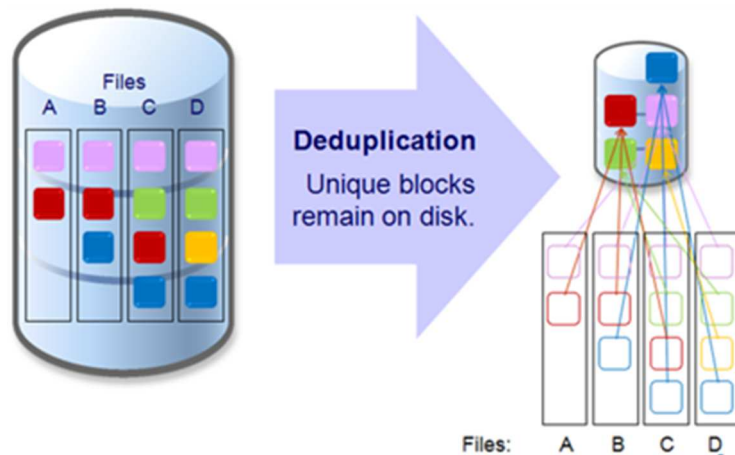 Files
A B C D
Deduplication
Unique blocks
remain on disk.
Files: A B C D